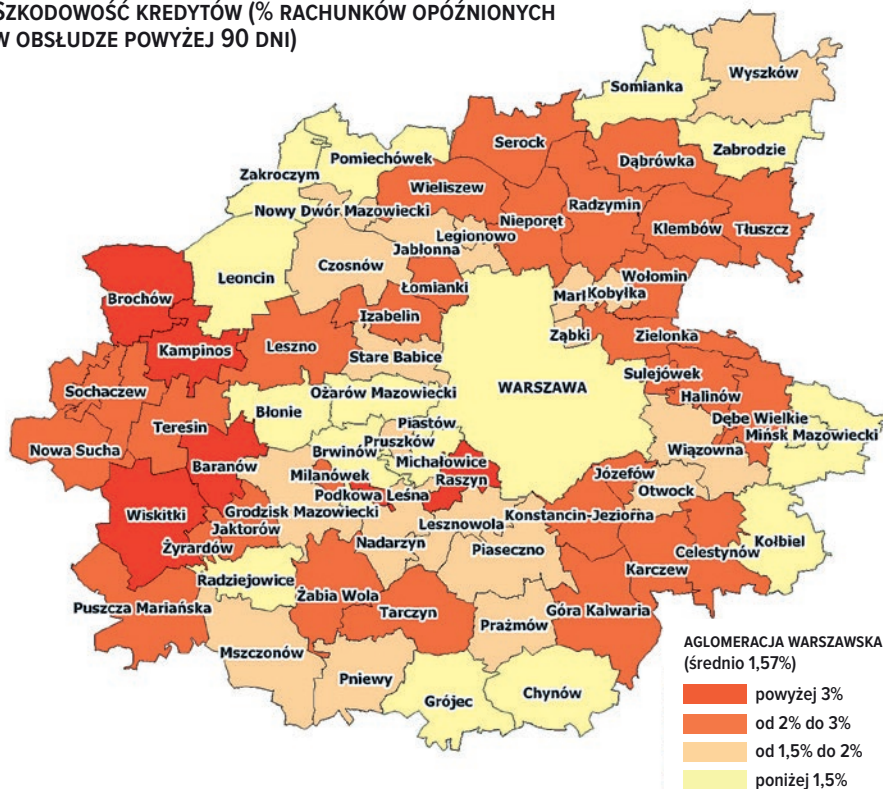 SZKODOWOŚĆ KREDYTÓW (% RACHUNKÓW OPÓŹNIONYCH
W OBSŁUDZE POWYŻEJ 90 DNI)
Somianka
Wyszków
Serock
Zabrodzie
Dąbrówka
Pomiechówek
Zakroczym
Wieliszew
Radzymin
Nowy Dwór Mazowiecki
Nieporęt
Klembów
Tłuszcz
Legionowo
Jabłonna
Czosnów
Leoncin
Wołomin
Łomianki
Marki
Kobyłka
Brochów
Izabelin
Ząbki
Zielonka
Leszno
Kampinos
Stare Babice
Sulejówek
WARSZAWA
Sochaczew
Ożarów Mazowiecki
Halinów
Błonie
Dębe Wielkie
Teresin
Piastów
Mińsk Mazowiecki
Pruszków
Nowa Sucha
Brwinów
Wiązowna
Michałowice
Baranów
Milanówek
Józefów
Raszyn
Otwock
Podkowa Leśna
Grodzisk Mazowiecki
Konstancin-Jeziorna
Wiskitki
Lesznowola
Jaktorów
Kołbiel
Nadarzyn
Żyrardów
Piaseczno
Celestynów
Karczew
Radziejowice
Żabia Wola
Puszcza Mariańska
Tarczyn
Góra Kalwaria
Prażmów
Mszczonów
Pniewy
Grójec
Chynów
AGLOMERACJA WARSZAWSKA
(średnio 1,57%)
powyżej 3%
od 2% do 3%
od 1,5% do 2%
poniżej 1,5%